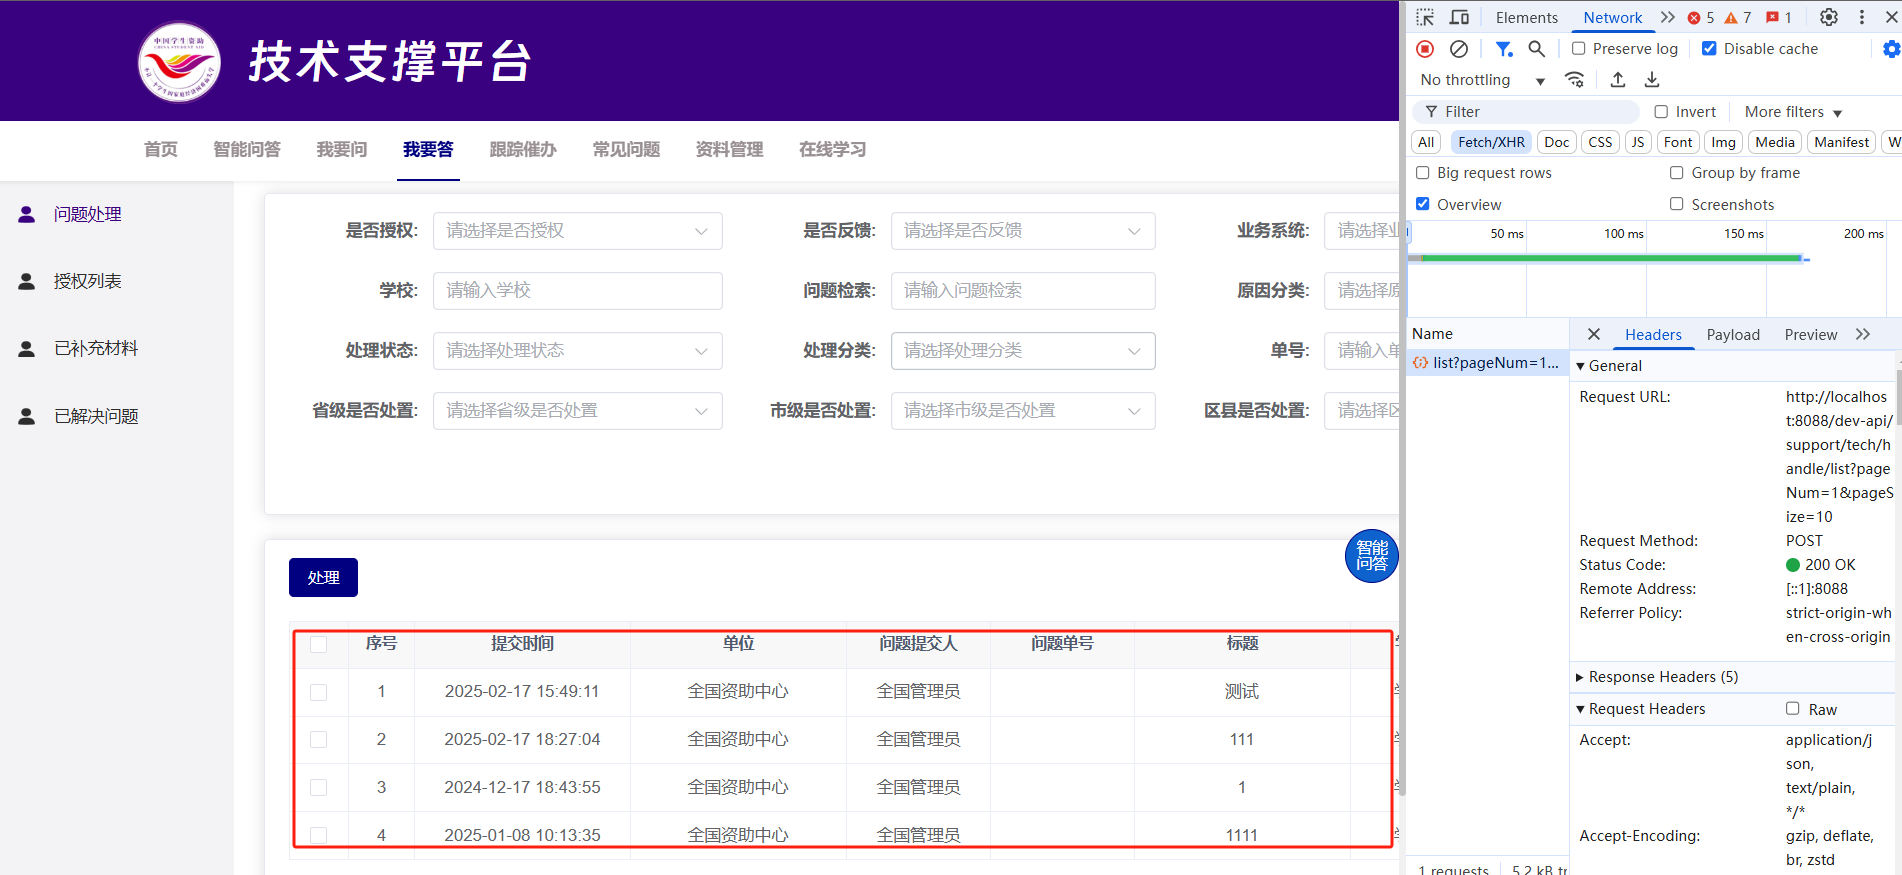 中国学生资助
CHINA STUDENT AID
技术支撑平台
首页 智能问答 我要问 我要答 跟踪催办 常见问题 资料管理 在线学习
问题处理
授权列表
已补充材料
已解决问题
是否授权: 请选择是否授权 是否反馈: 请选择是否反馈 业务系统: 请选择业
学校: 请输入学校 问题检索: 请输入问题检索 原因分类: 请选择原
处理状态: 请选择处理状态 处理分类: 请选择处理分类 单号: 请输入单
省级是否处置: 请选择省级是否处置 市级是否处置: 请选择市级是否处置 区县是否处置: 请选择区
智能
问答
处理
序号 提交时间 单位 问题提交人 问题单号 标题
1 2025-02-17 15:49:11 全国资助中心 全国管理员 测试
2 2025-02-17 18:27:04 全国资助中心 全国管理员 111
3 2024-12-17 18:43:55 全国资助中心 全国管理员 1
4 2025-01-08 10:13:35 全国资助中心 全国管理员 1111
Elements Network 5 7 1
Preserve log Disable cache
No throttling
Filter Invert More filters
All Fetch/XHR Doc CSS JS Font Img Media Manifest W
Big request rows Group by frame
Overview Screenshots
50 ms 100 ms 150 ms 200 ms
Name Headers Payload Preview
list?pageNum=1...
General
Request URL: http://localhos
t:8088/dev-api/
support/tech/h
andle/list?page
Num=1&pageS
ize=10
Request Method: POST
Status Code: 200 OK
Remote Address: [::1]:8088
Referrer Policy: strict-origin-wh
en-cross-origin
Response Headers (5)
Request Headers Raw
Accept: application/j
son,
text/plain,
*/*
Accept-Encoding: gzip, deflate,
br, zstd
1 requests 5.2 kB tr